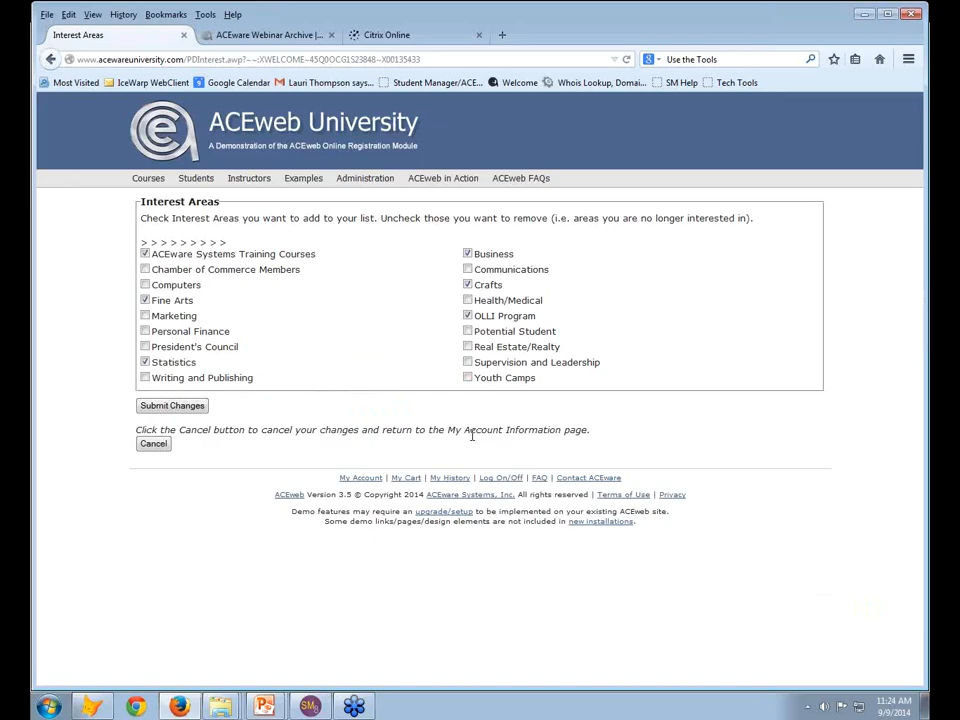 File Edit View History Bookmarks Tools Help
Interest Areas × ACEware Webinar Archive |... × Citrix Online × +
www.acewareuniversity.com/PDInterest.awp?~~:XWELCOME~45Q0OCG1S23848~X00135433 Use the Tools
Most Visited IceWarp WebClient Google Calendar Lauri Thompson says... Student Manager/ACE... Welcome Whois Lookup, Domai... SM Help Tech Tools
ACEweb University
A Demonstration of the ACEweb Online Registration Module
Courses Students Instructors Examples Administration ACEweb in Action ACEweb FAQs
Interest Areas
Check Interest Areas you want to add to your list. Uncheck those you want to remove (i.e. areas you are no longer interested in).
> > > > > > > > >
ACEware Systems Training Courses Business
Chamber of Commerce Members Communications
Computers Crafts
Fine Arts Health/Medical
Marketing OLLI Program
Personal Finance Potential Student
President's Council Real Estate/Realty
Statistics Supervision and Leadership
Writing and Publishing Youth Camps
Submit Changes
Click the Cancel button to cancel your changes and return to the My Account Information page.
Cancel
My Account | My Cart | My History | Log On/Off | FAQ | Contact ACEware
ACEweb Version 3.5 © Copyright 2014 ACEware Systems, Inc. All rights reserved | Terms of Use | Privacy
Demo features may require an upgrade/setup to be implemented on your existing ACEweb site.
Some demo links/pages/design elements are not included in new installations.
SM8
11:24 AM
9/9/2014